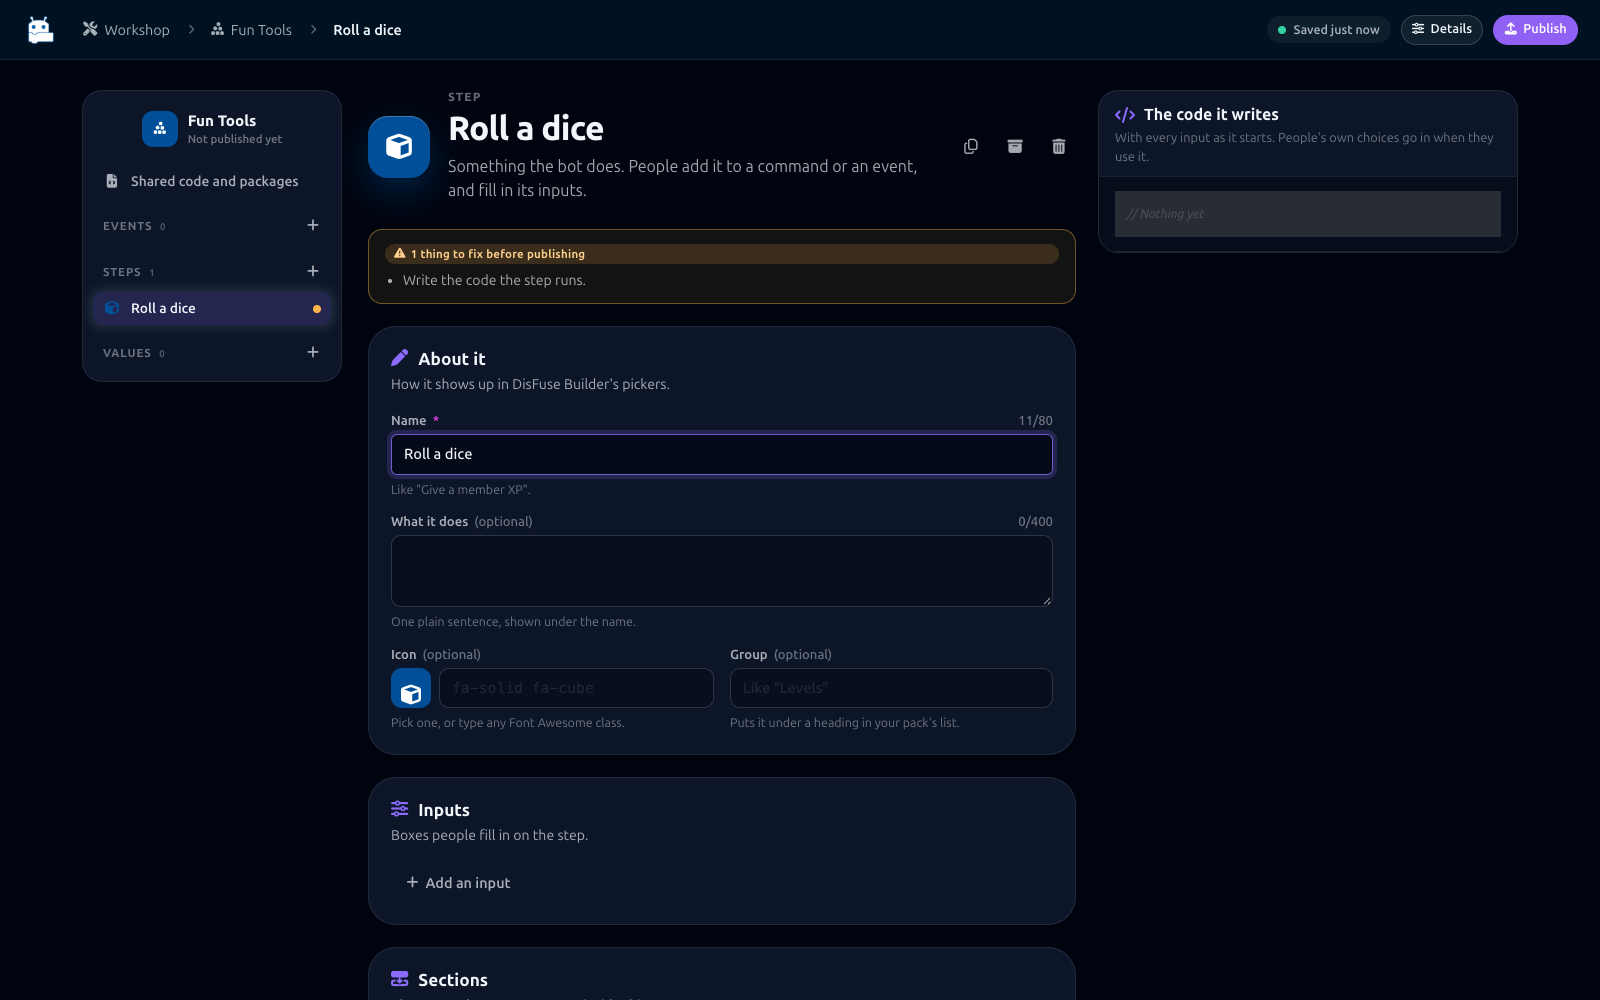 Workshop > Fun Tools > Roll a dice
Saved just now
Details
Publish
Fun Tools
Not published yet
Shared code and packages
EVENTS 0
STEPS 1
Roll a dice
VALUES 0
STEP
Roll a dice
Something the bot does. People add it to a command or an event,
and fill in its inputs.
1 thing to fix before publishing
• Write the code the step runs.
About it
How it shows up in DisFuse Builder's pickers.
Name * 11/80
Roll a dice
Like "Give a member XP".
What it does (optional) 0/400
One plain sentence, shown under the name.
Icon (optional)
fa-solid fa-cube
Pick one, or type any Font Awesome class.
Group (optional)
Like "Levels"
Puts it under a heading in your pack's list.
Inputs
Boxes people fill in on the step.
+ Add an input
Sections
</> The code it writes
With every input as it starts. People's own choices go in when they
use it.
// Nothing yet